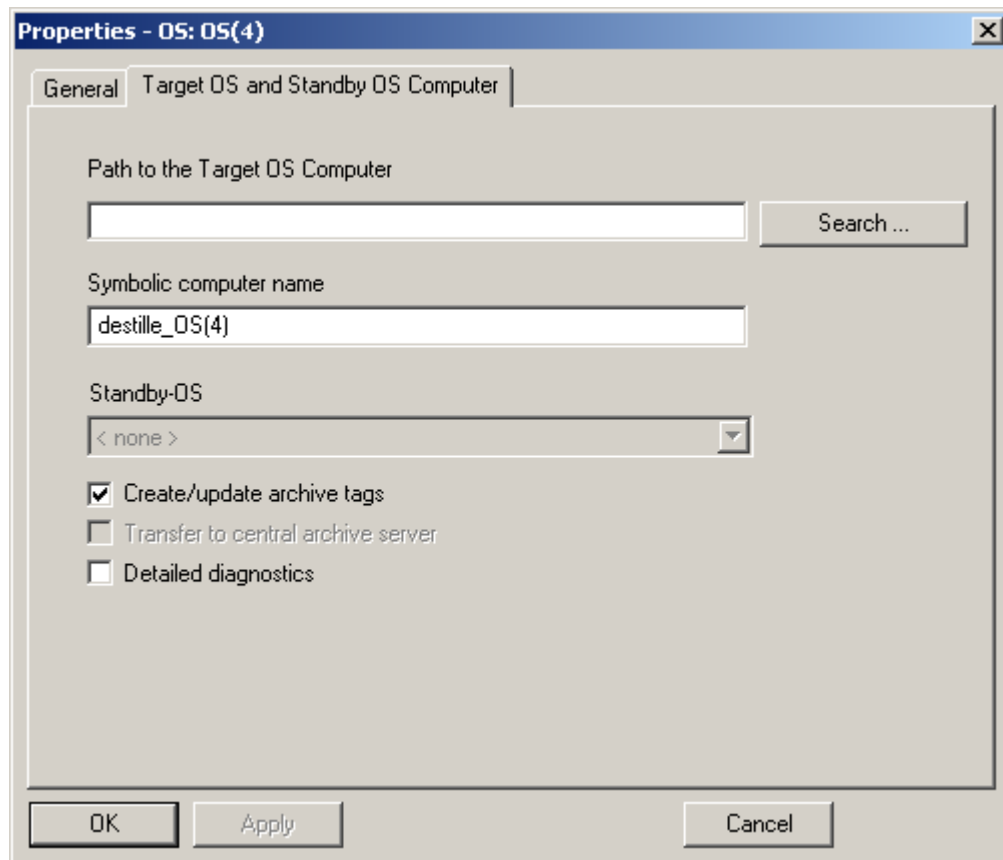 Properties - OS: OS(4)
General
Target OS and Standby OS Computer
Path to the Target OS Computer
Search ...
Symbolic computer name
destille_OS(4)
Standby-OS
< none >
Create/update archive tags
Transfer to central archive server
Detailed diagnostics
OK
Apply
Cancel